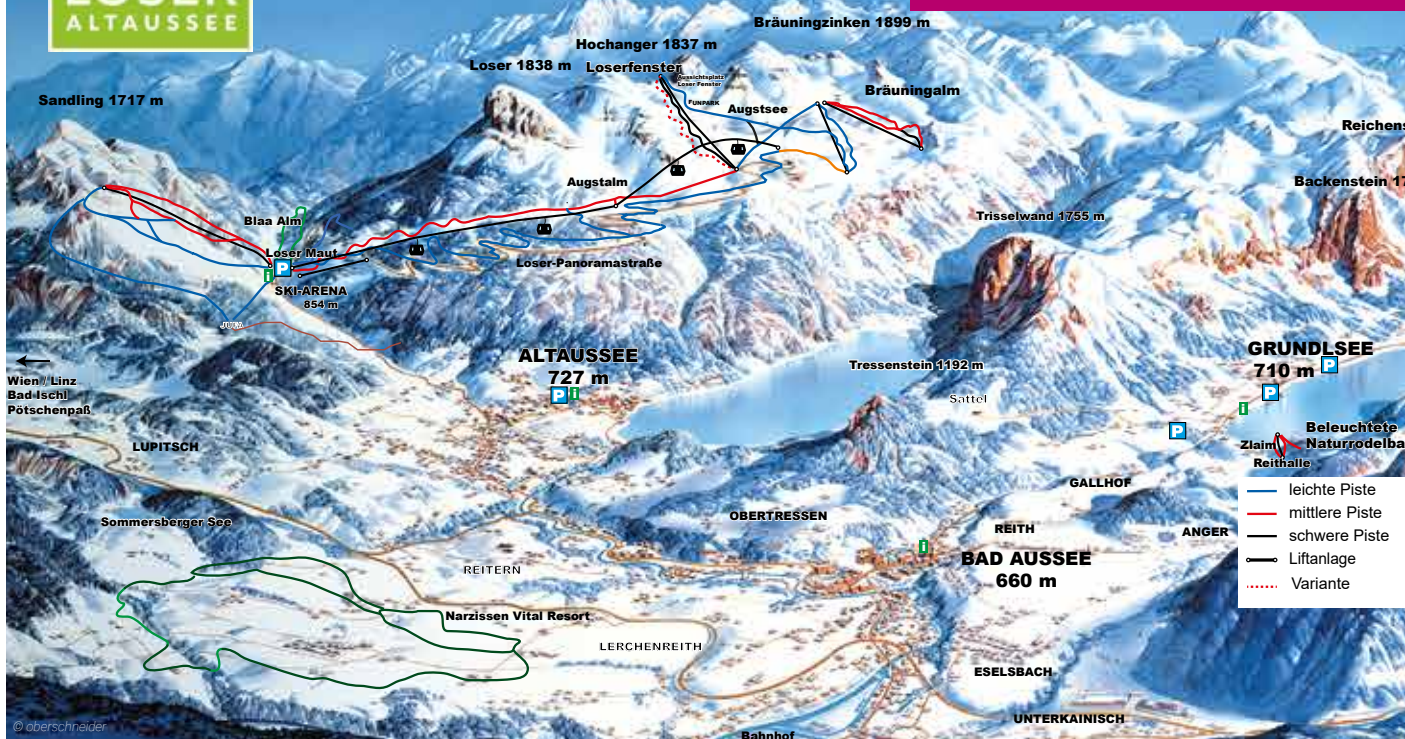 LOSER
ALTAUSSEE
Bräuningzinken 1899 m
Hochanger 1837 m
Loser 1838 m
Loserfenster
Aussichtsplatz
Loser Fenster
FUNPARK
Augstsee
Bräuningalm
Sandling 1717 m
Reichens
Backenstein 17
Augstalm
Trisselwand 1755 m
Blaa Alm
Loser Maut
P
i
SKI-ARENA
854 m
Loser-Panoramastraße
ALTAUSSEE
727 m
P i
Tressenstein 1192 m
Sattel
GRUNDLSEE
710 m
P
P
i
P
Wien / Linz
Bad Ischl
Pötschenpaß
LUPITSCH
Zlaim
Reithalle
Beleuchtete
Naturrodelba
GALLHOF
leichte Piste
mittlere Piste
schwere Piste
Liftanlage
Variante
Sommersberger See
OBERTRESSEN
REITH
ANGER
i
BAD AUSSEE
660 m
REITERN
Narzissen Vital Resort
LERCHENREITH
ESELSBACH
UNTERKAINISCH
Bahnhof
© oberschneider